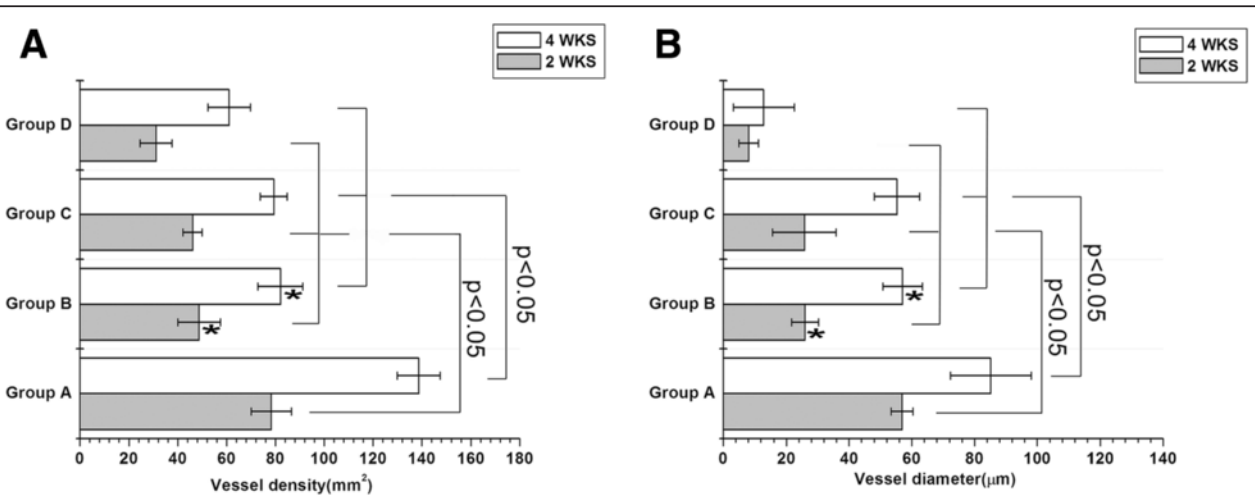 A
4 WKS
2 WKS
Group D
Group C
Group B
Group A
*
*
p<0.05
p<0.05
0 20 40 60 80 100 120 140 160 180
Vessel density(mm²)
B
4 WKS
2 WKS
Group D
Group C
Group B
Group A
*
*
p<0.05
p<0.05
0 20 40 60 80 100 120 140
Vessel diameter(μm)